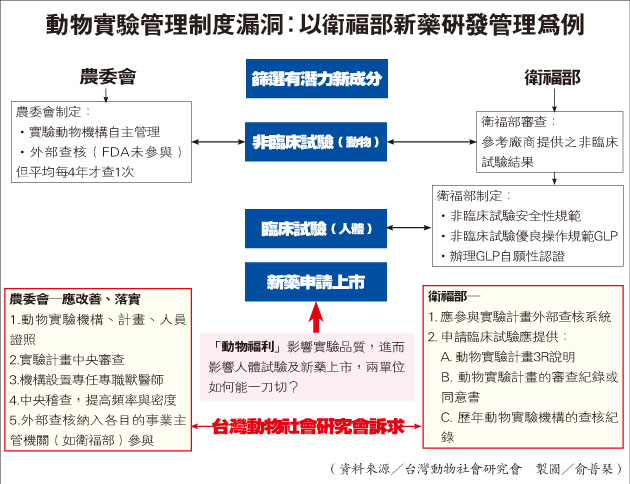 動物實驗管理制度漏洞：以衛福部新藥研發管理為例
農委會
篩選有潛力新成分
衛福部
農委會制定：
・實驗動物機構自主管理
・外部查核（FDA未參與）
但平均每4年才查1次
非臨床試驗（動物）
衛福部審查：
參考廠商提供之非臨床
試驗結果
臨床試驗（人體）
衛福部制定：
・非臨床試驗安全性規範
・非臨床試驗優良操作規範GLP
・辦理GLP自願性認證
新藥申請上市
農委會—應改善、落實
1.動物實驗機構、計畫、人員
證照
2.實驗計畫中央審查
3.機構設置專任專職獸醫師
4.中央稽查，提高頻率與密度
5.外部查核納入各目的事業主
管機關（如衛福部）參與
「動物福利」影響實驗品質，進而
影響人體試驗及新藥上市，兩單位
如何能一刀切？
衛福部—
1. 應參與實驗計畫外部查核系統
2. 申請臨床試驗應提供：
A. 動物實驗計畫3R說明
B. 動物實驗計畫的審查紀錄或
同意書
C. 歷年動物實驗機構的查核紀
錄
台灣動物社會研究會訴求
（資料來源／台灣動物社會研究會　製圖／俞普棻）